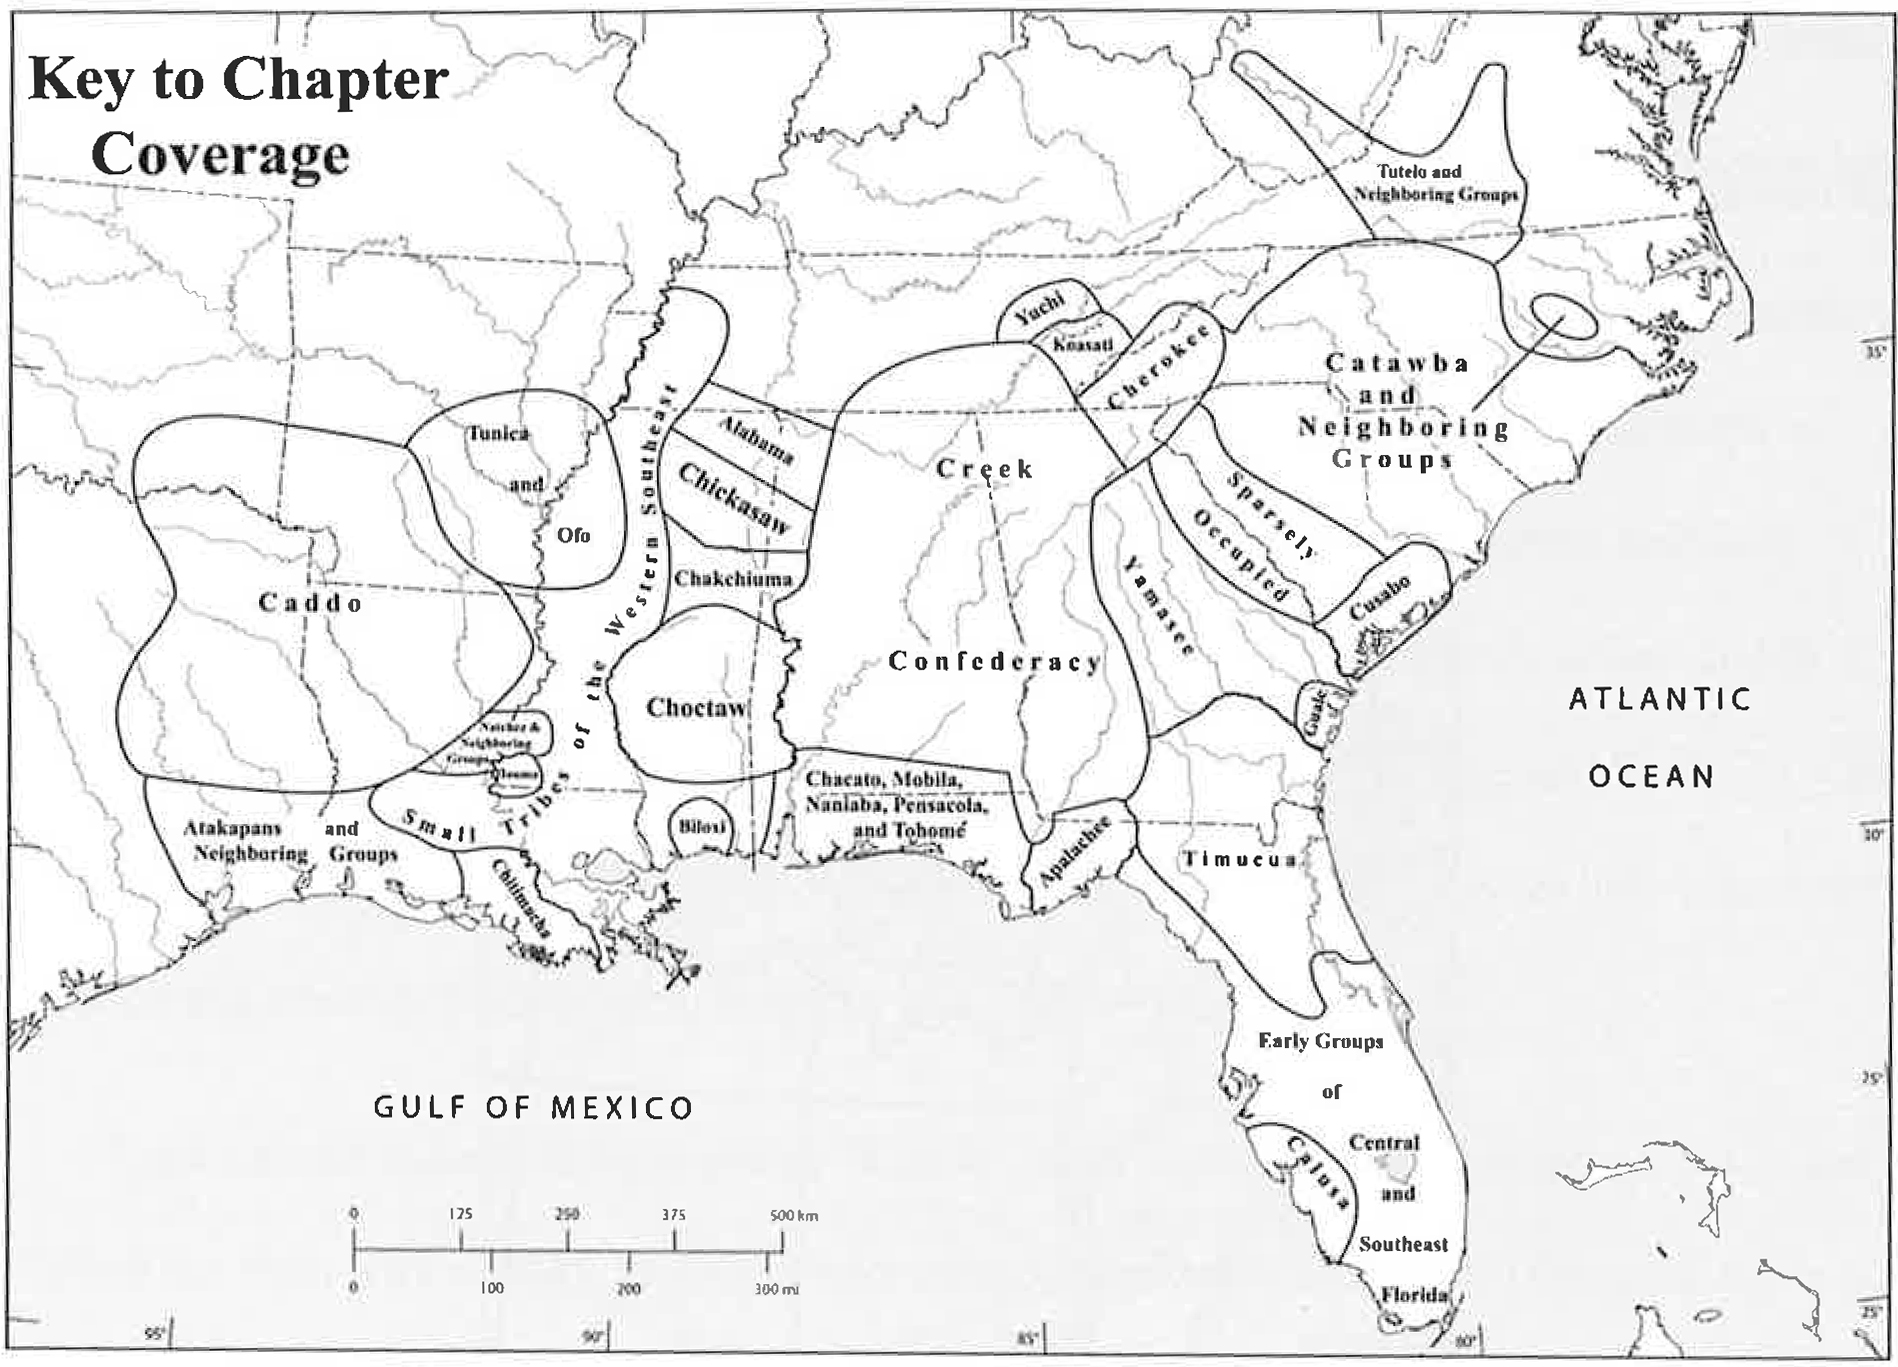 Key to Chapter
Coverage
Tutelo and
Neighboring Groups
Yuchi
Koasati
Cherokee
Catawba
and
Neighboring
Groups
Tunica
and
Ofo
Alabama
Chickasaw
Chakchiuma
Choctaw
Creek
Confederacy
Sparsely
Occupied
Cusabo
Yamasee
Guale
Caddo
Natchez &
Neighboring
Groups
Houma
Small Tribes of the Western Southeast
Atakapans and
Neighboring Groups
Chitimacha
Biloxi
Chacato, Mobila,
Naniaba, Pensacola,
and Tohomé
Apalachee
Timucua
Early Groups
of
Central
and
Southeast
Florida
Calusa
ATLANTIC
OCEAN
GULF OF MEXICO
0 125 250 375 500 km
0 100 200 300 mi
95° 90° 85° 80°
35°
30°
25°
25°